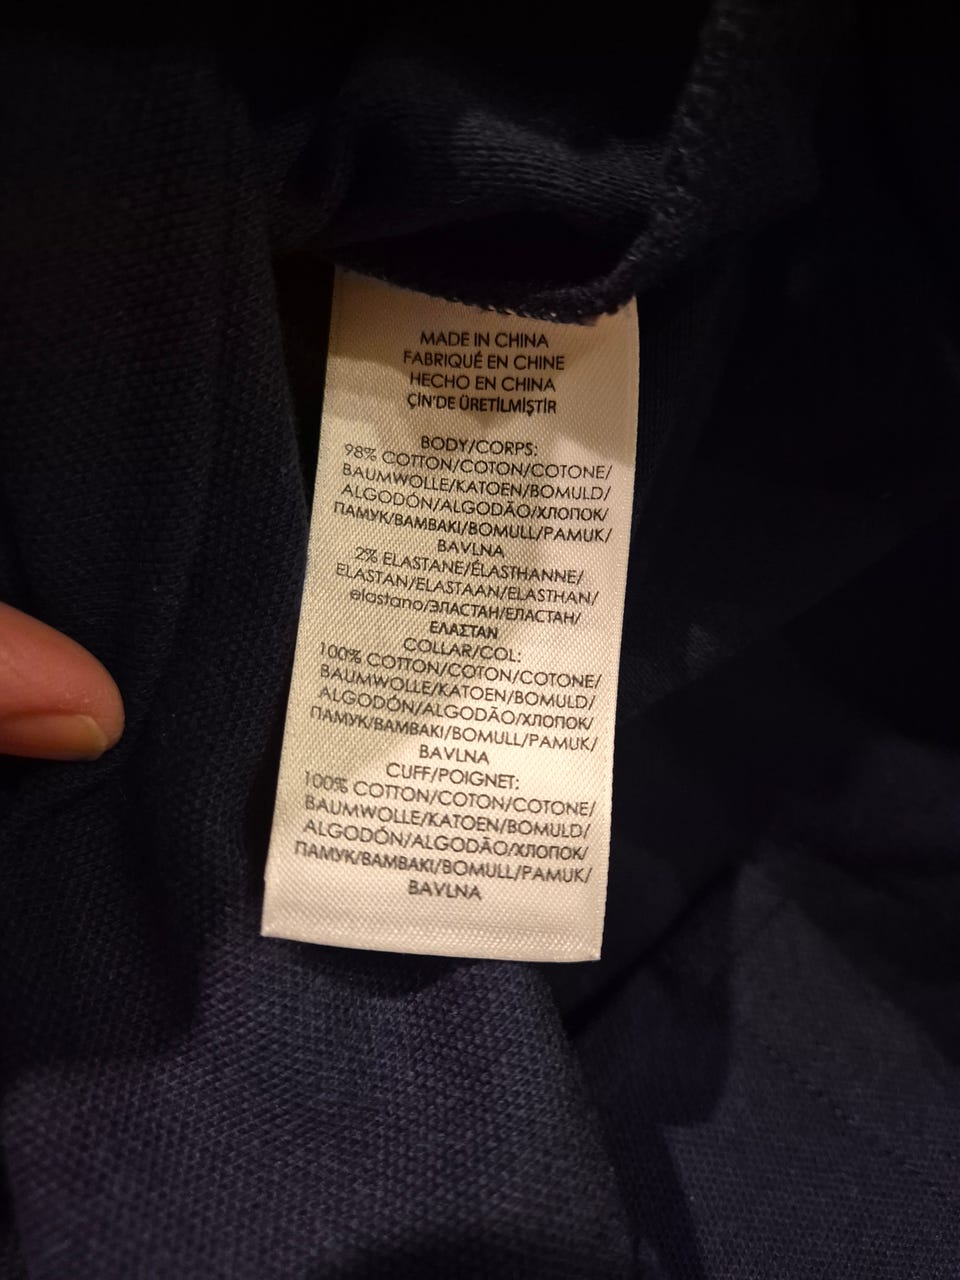 MADE IN CHINA
FABRIQUÉ EN CHINE
HECHO EN CHINA
ÇİN'DE ÜRETİLMİŞTİR
BODY/CORPS:
98% COTTON/COTON/COTONE/
BAUMWOLLE/KATOEN/BOMULD/
ALGODÓN/ALGODÃO/ХЛОПОК/
ПАМУК/ΒΑΜΒΑΚΙ/BOMULL/PAMUK/
BAVLNA
2% ELASTANE/ÉLASTHANNE/
ELASTAN/ELASTAAN/ELASTHAN/
elastano/ЭЛАСТАН/ЕЛАСТАН/
ΕΛΑΣΤΑΝ
COLLAR/COL:
100% COTTON/COTON/COTONE/
BAUMWOLLE/KATOEN/BOMULD/
ALGODÓN/ALGODÃO/ХЛОПОК/
ПАМУК/ΒΑΜΒΑΚΙ/BOMULL/PAMUK/
BAVLNA
CUFF/POIGNET:
100% COTTON/COTON/COTONE/
BAUMWOLLE/KATOEN/BOMULD/
ALGODÓN/ALGODÃO/ХЛОПОК/
ПАМУК/ΒΑΜΒΑΚΙ/BOMULL/PAMUK/
BAVLNA